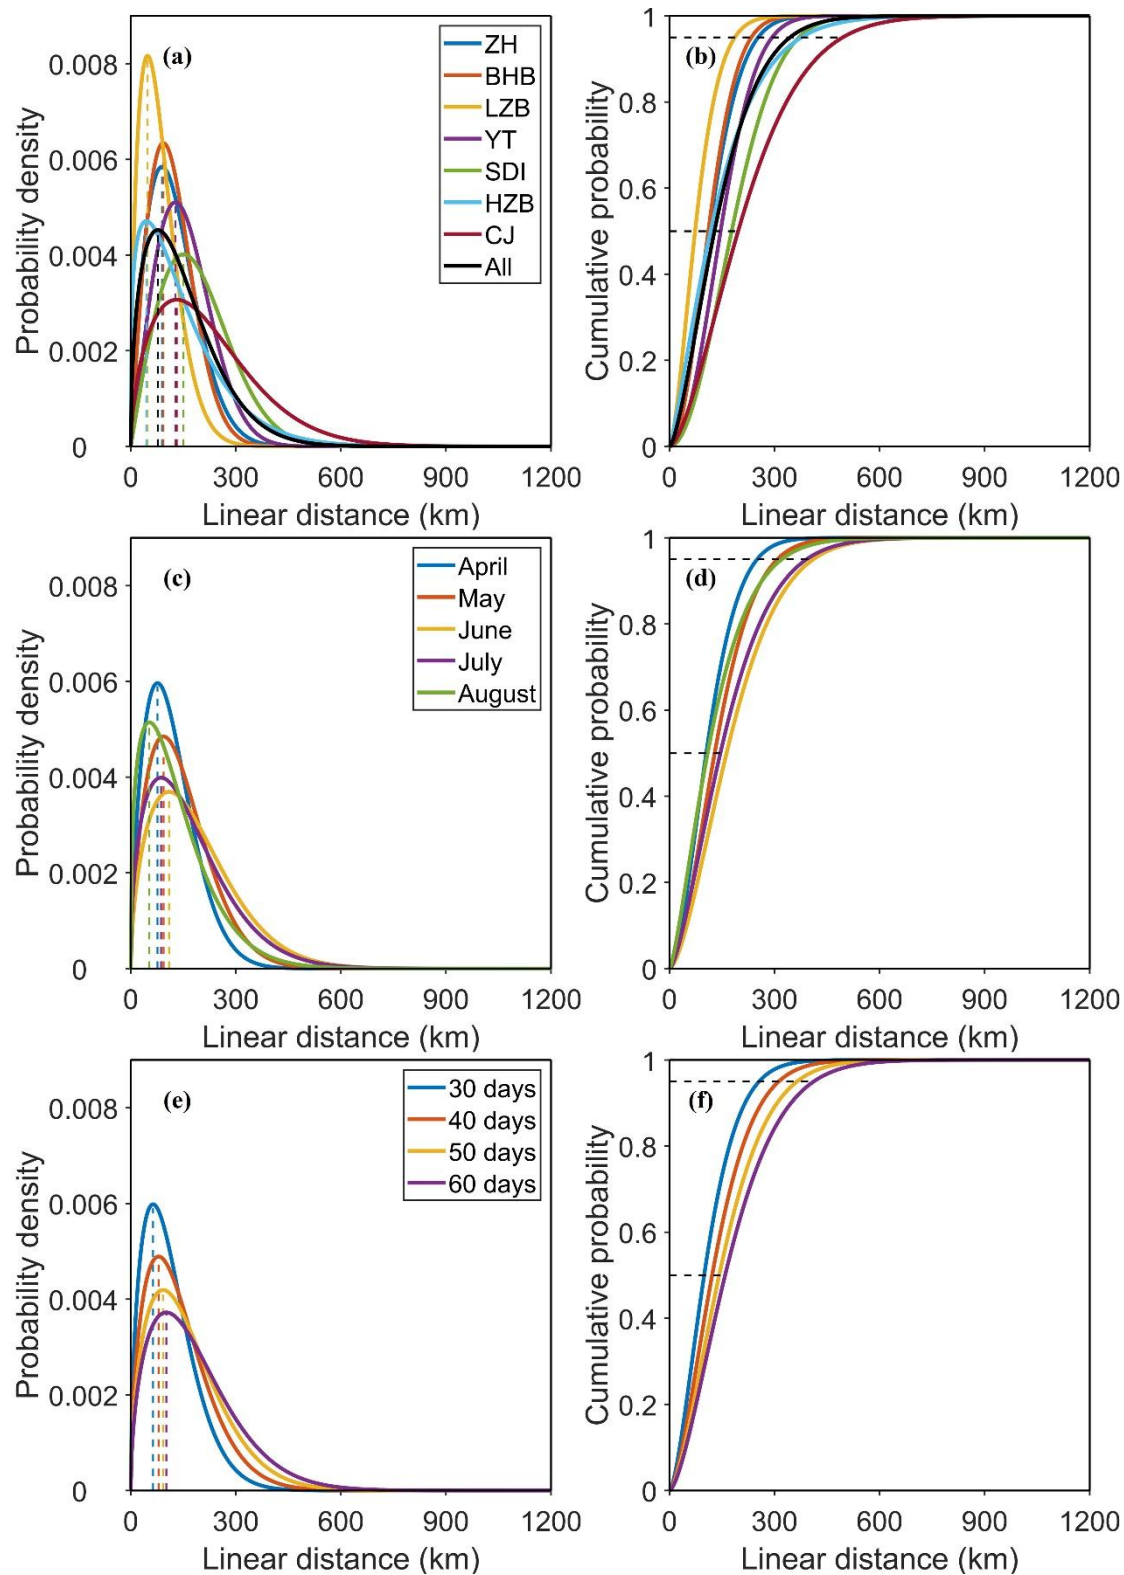 (a)
Probability density
0.008
0.006
0.004
0.002
0
0 300 600 900 1200
Linear distance (km)
ZH
BHB
LZB
YT
SDI
HZB
CJ
All
(b)
Cumulative probability
1
0.8
0.6
0.4
0.2
0
0 300 600 900 1200
Linear distance (km)
(c)
Probability density
0.008
0.006
0.004
0.002
0
0 300 600 900 1200
Linear distance (km)
April
May
June
July
August
(d)
Cumulative probability
1
0.8
0.6
0.4
0.2
0
0 300 600 900 1200
Linear distance (km)
(e)
Probability density
0.008
0.006
0.004
0.002
0
0 300 600 900 1200
Linear distance (km)
30 days
40 days
50 days
60 days
(f)
Cumulative probability
1
0.8
0.6
0.4
0.2
0
0 300 600 900 1200
Linear distance (km)